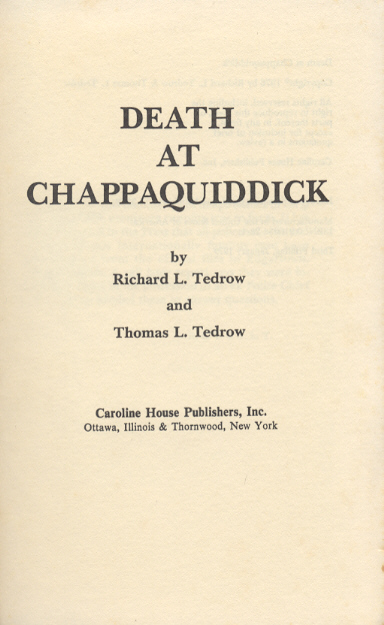 DEATH
AT
CHAPPAQUIDDICK
by
Richard L. Tedrow
and
Thomas L. Tedrow
Caroline House Publishers, Inc.
Ottawa, Illinois & Thornwood, New York